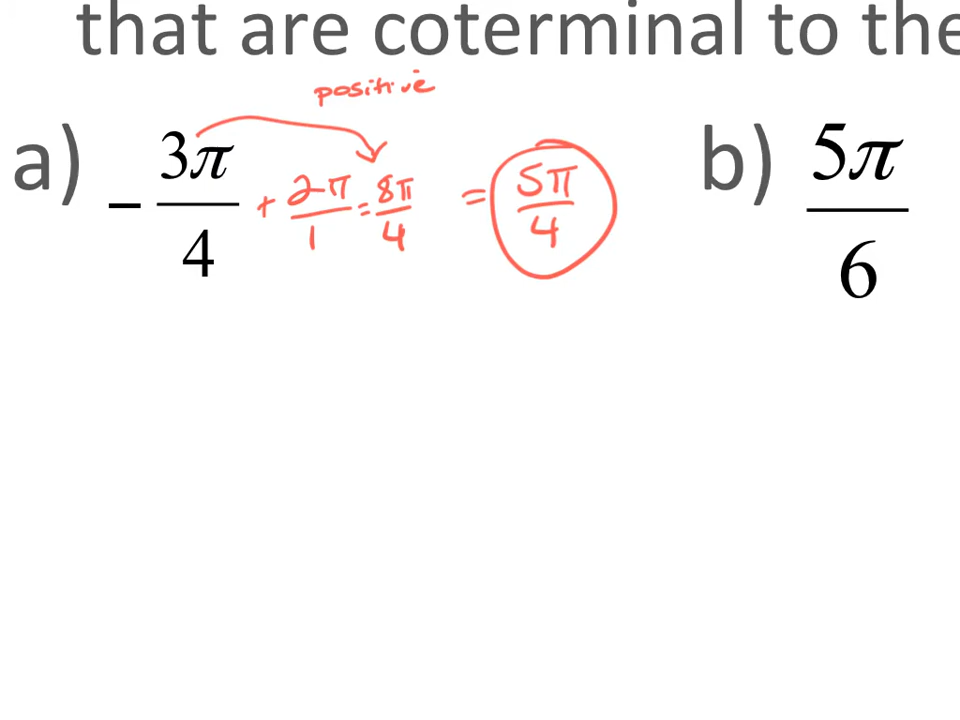 that are coterminal to the
positive
a) - 3π/4 + 2π/1 = 8π/4 = 5π/4
b) 5π/6